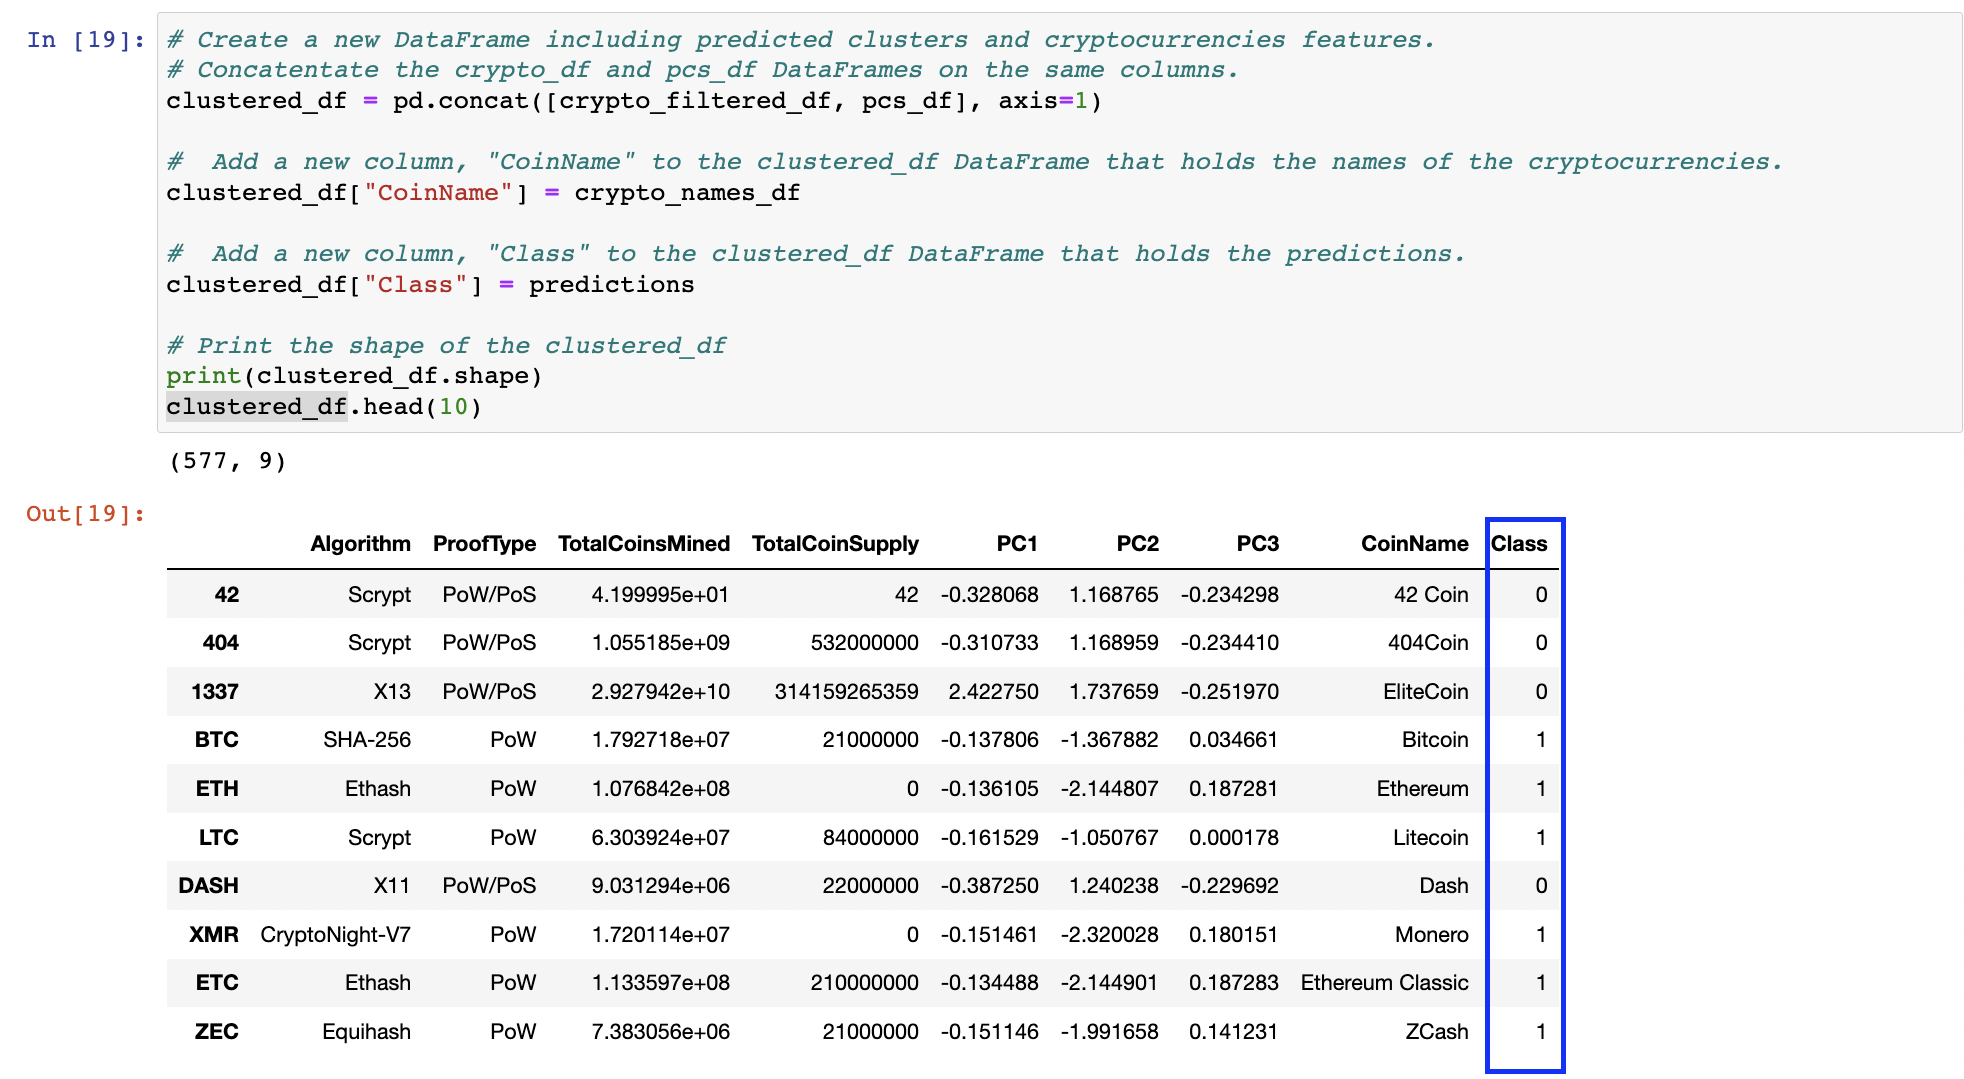 In [19]: # Create a new DataFrame including predicted clusters and cryptocurrencies features.
# Concatentate the crypto_df and pcs_df DataFrames on the same columns.
clustered_df = pd.concat([crypto_filtered_df, pcs_df], axis=1)
#  Add a new column, "CoinName" to the clustered_df DataFrame that holds the names of the cryptocurrencies.
clustered_df["CoinName"] = crypto_names_df
#  Add a new column, "Class" to the clustered_df DataFrame that holds the predictions.
clustered_df["Class"] = predictions
# Print the shape of the clustered_df
print(clustered_df.shape)
clustered_df.head(10)
(577, 9)
Out[19]:
Algorithm ProofType TotalCoinsMined TotalCoinSupply PC1 PC2 PC3 CoinName Class
42 Scrypt PoW/PoS 4.199995e+01 42 -0.328068 1.168765 -0.234298 42 Coin 0
404 Scrypt PoW/PoS 1.055185e+09 532000000 -0.310733 1.168959 -0.234410 404Coin 0
1337 X13 PoW/PoS 2.927942e+10 314159265359 2.422750 1.737659 -0.251970 EliteCoin 0
BTC SHA-256 PoW 1.792718e+07 21000000 -0.137806 -1.367882 0.034661 Bitcoin 1
ETH Ethash PoW 1.076842e+08 0 -0.136105 -2.144807 0.187281 Ethereum 1
LTC Scrypt PoW 6.303924e+07 84000000 -0.161529 -1.050767 0.000178 Litecoin 1
DASH X11 PoW/PoS 9.031294e+06 22000000 -0.387250 1.240238 -0.229692 Dash 0
XMR CryptoNight-V7 PoW 1.720114e+07 0 -0.151461 -2.320028 0.180151 Monero 1
ETC Ethash PoW 1.133597e+08 210000000 -0.134488 -2.144901 0.187283 Ethereum Classic 1
ZEC Equihash PoW 7.383056e+06 21000000 -0.151146 -1.991658 0.141231 ZCash 1